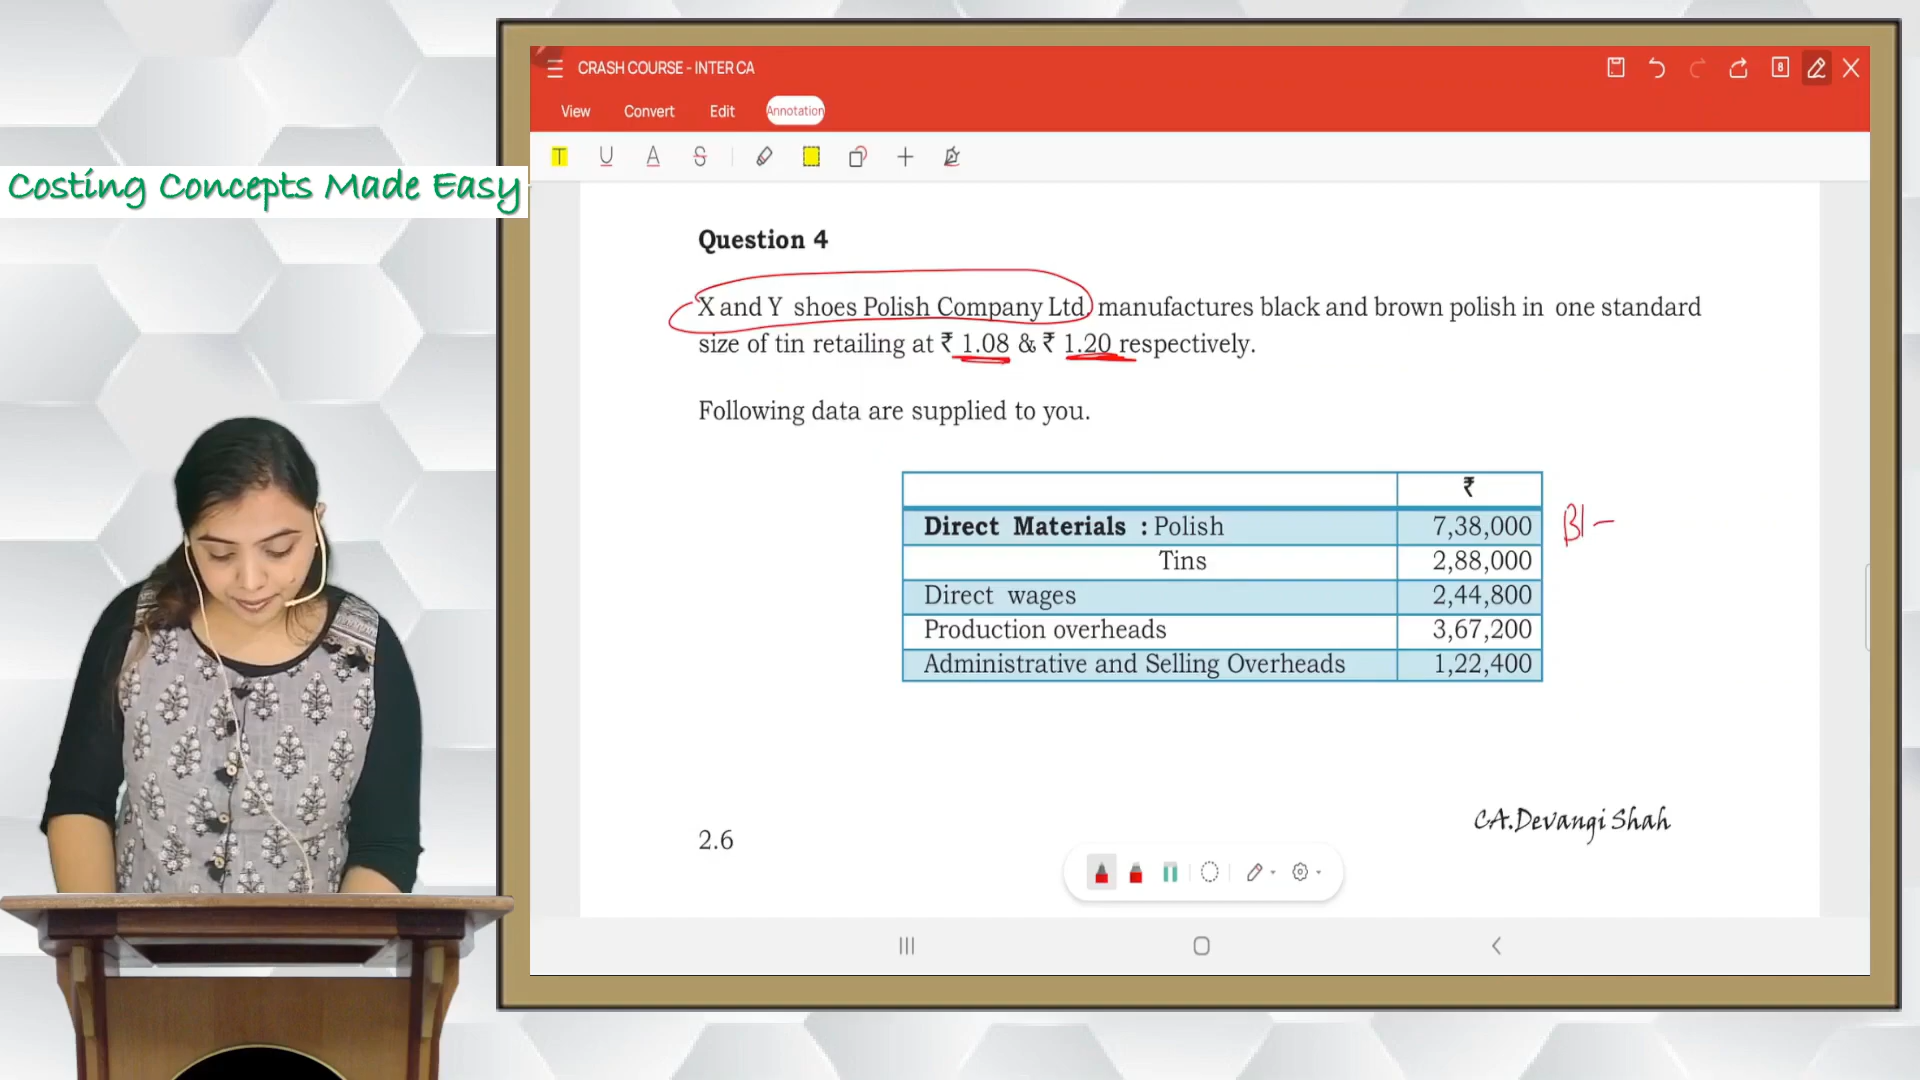 CRASH COURSE - INTER CA
8
View Convert Edit Annotation
T U A S
Costing Concepts Made Easy
Question 4
X and Y shoes Polish Company Ltd. manufactures black and brown polish in one standard
size of tin retailing at ₹ 1.08 & ₹ 1.20 respectively.
Following data are supplied to you.
₹
Direct Materials : Polish 7,38,000 Bl -
Tins 2,88,000
Direct wages 2,44,800
Production overheads 3,67,200
Administrative and Selling Overheads 1,22,400
CA.Devangi Shah
2.6